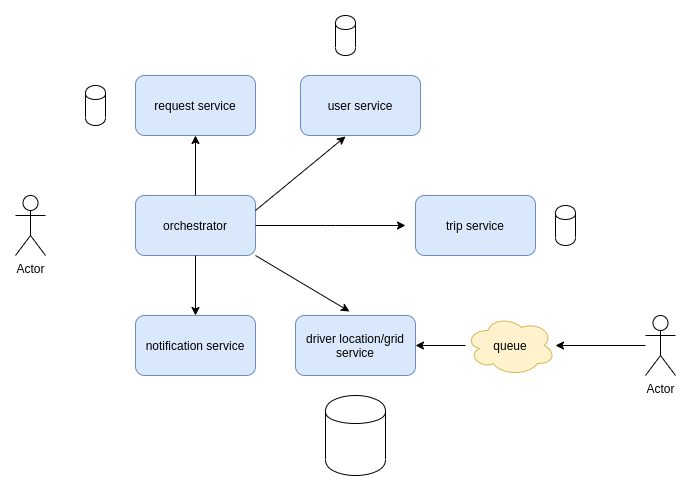 request service
user service
orchestrator
trip service
Actor
notification service
driver location/grid
service
queue
Actor